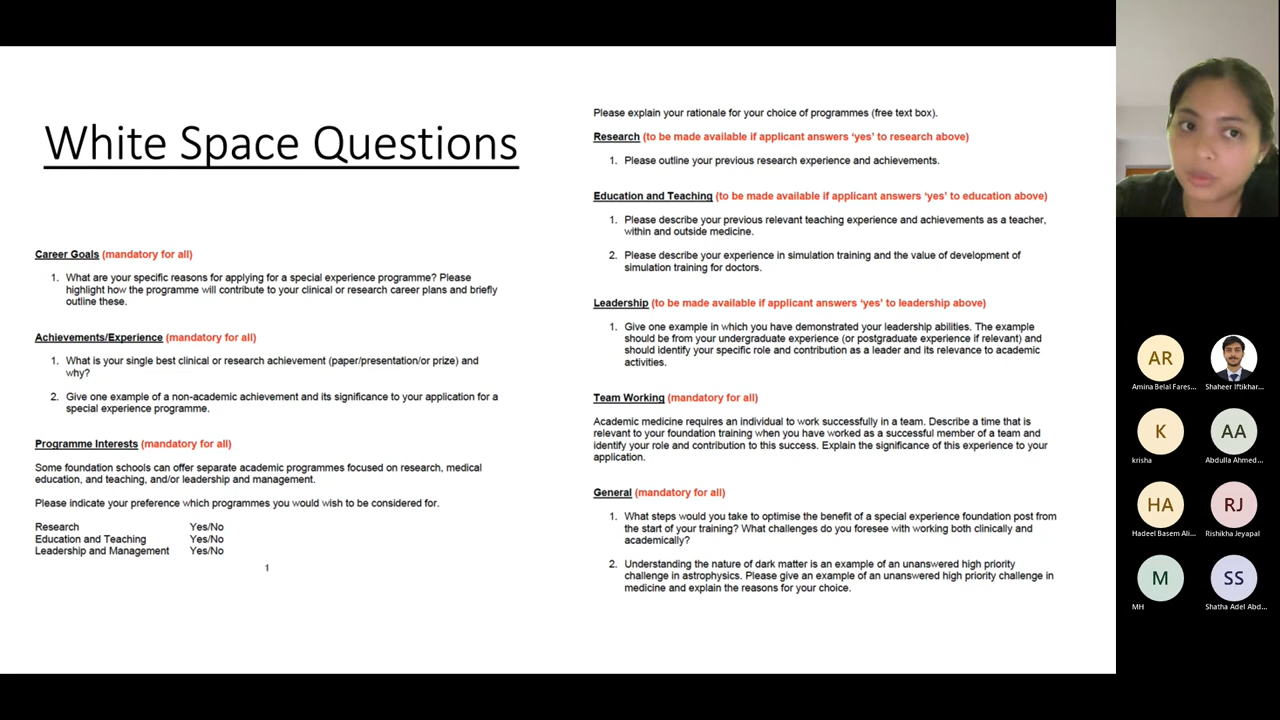 White Space Questions
Career Goals (mandatory for all)
1. What are your specific reasons for applying for a special experience programme? Please
highlight how the programme will contribute to your clinical or research career plans and briefly
outline these.
Achievements/Experience (mandatory for all)
1. What is your single best clinical or research achievement (paper/presentation/or prize) and
why?
2. Give one example of a non-academic achievement and its significance to your application for a
special experience programme.
Programme Interests (mandatory for all)
Some foundation schools can offer separate academic programmes focused on research, medical
education, and teaching, and/or leadership and management.
Please indicate your preference which programmes you would wish to be considered for.
Research Yes/No
Education and Teaching Yes/No
Leadership and Management Yes/No
1
Please explain your rationale for your choice of programmes (free text box).
Research (to be made available if applicant answers ‘yes’ to research above)
1. Please outline your previous research experience and achievements.
Education and Teaching (to be made available if applicant answers ‘yes’ to education above)
1. Please describe your previous relevant teaching experience and achievements as a teacher,
within and outside medicine.
2. Please describe your experience in simulation training and the value of development of
simulation training for doctors.
Leadership (to be made available if applicant answers ‘yes’ to leadership above)
1. Give one example in which you have demonstrated your leadership abilities. The example
should be from your undergraduate experience (or postgraduate experience if relevant) and
should identify your specific role and contribution as a leader and its relevance to academic
activities.
Team Working (mandatory for all)
Academic medicine requires an individual to work successfully in a team. Describe a time that is
relevant to your foundation training when you have worked as a successful member of a team and
identify your role and contribution to this success. Explain the significance of this experience to your
application.
General (mandatory for all)
1. What steps would you take to optimise the benefit of a special experience foundation post from
the start of your training? What challenges do you foresee with working both clinically and
academically?
2. Understanding the nature of dark matter is an example of an unanswered high priority
challenge in astrophysics. Please give an example of an unanswered high priority challenge in
medicine and explain the reasons for your choice.
AR
Amina Belal Fares... Shaheer Iftikhar...
K AA
krisha Abdulla Ahmed...
HA RJ
Hadeel Basem Ali... Rishikha Jeyapal
M SS
MH Shatha Adel Abd...